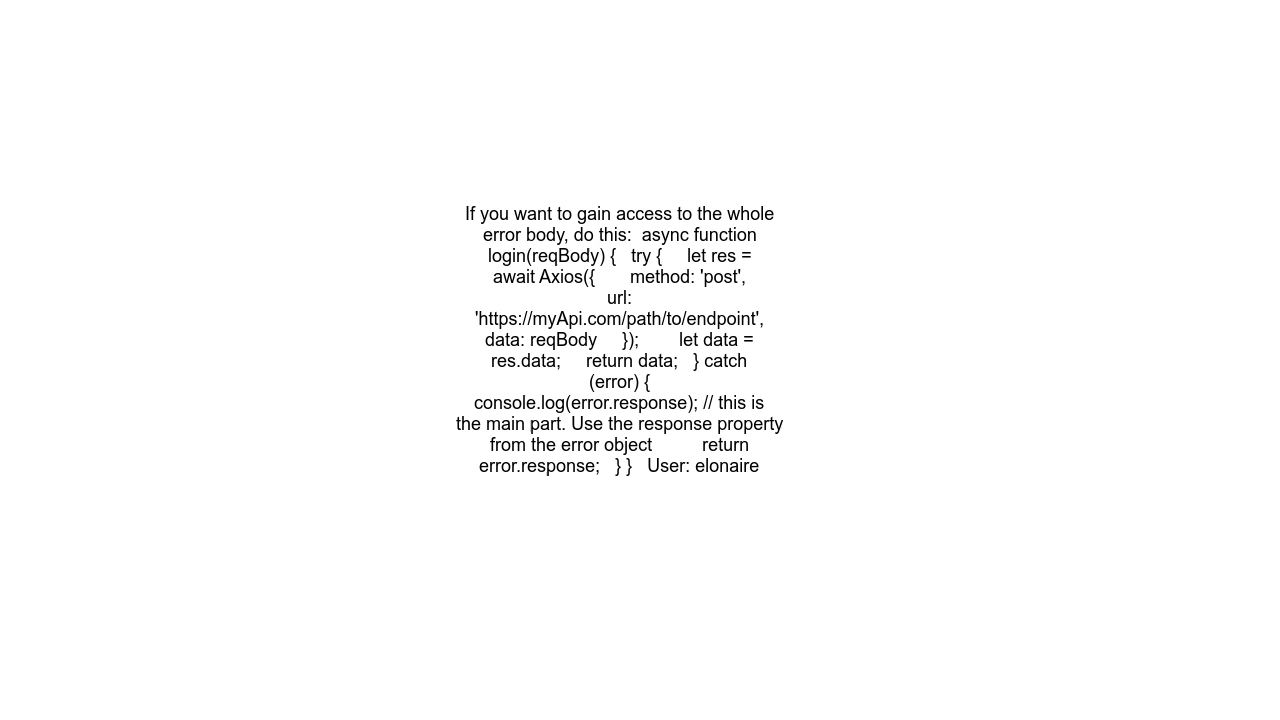 If you want to gain access to the whole
error body, do this:  async function
login(reqBody) {   try {     let res =
await Axios({       method: 'post',
url:
'https://myApi.com/path/to/endpoint',
data: reqBody     });        let data =
res.data;     return data;   } catch
(error) {
console.log(error.response); // this is
the main part. Use the response property
from the error object          return
error.response;   } }   User: elonaire